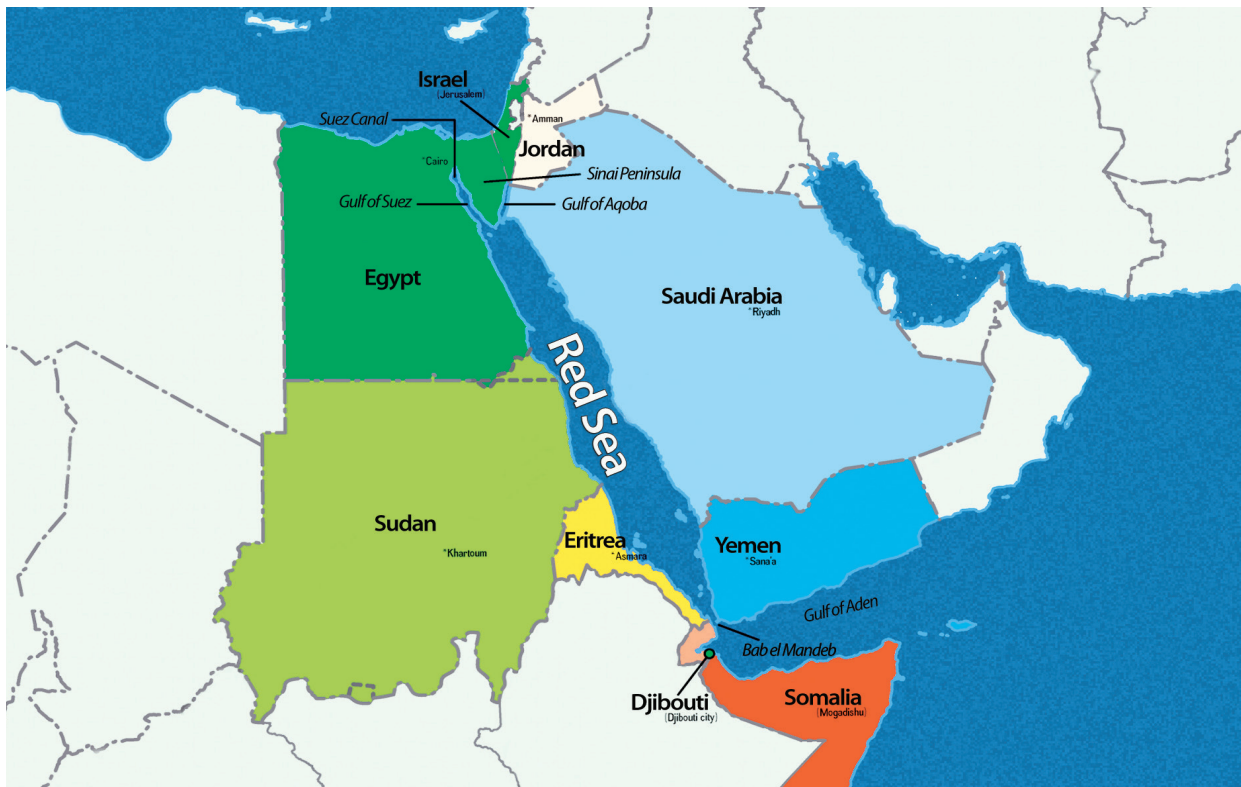 Israel
(Jerusalem)
Suez Canal
*Amman
Jordan
*Cairo
Sinai Peninsula
Gulf of Suez
Gulf of Aqoba
Egypt
Saudi Arabia
*Riyadh
Red Sea
Sudan
*Khartoum
Eritrea
*Asmara
Yemen
*Sana'a
Gulf of Aden
Bab el Mandeb
Djibouti
(Djibouti city)
Somalia
(Mogadishu)